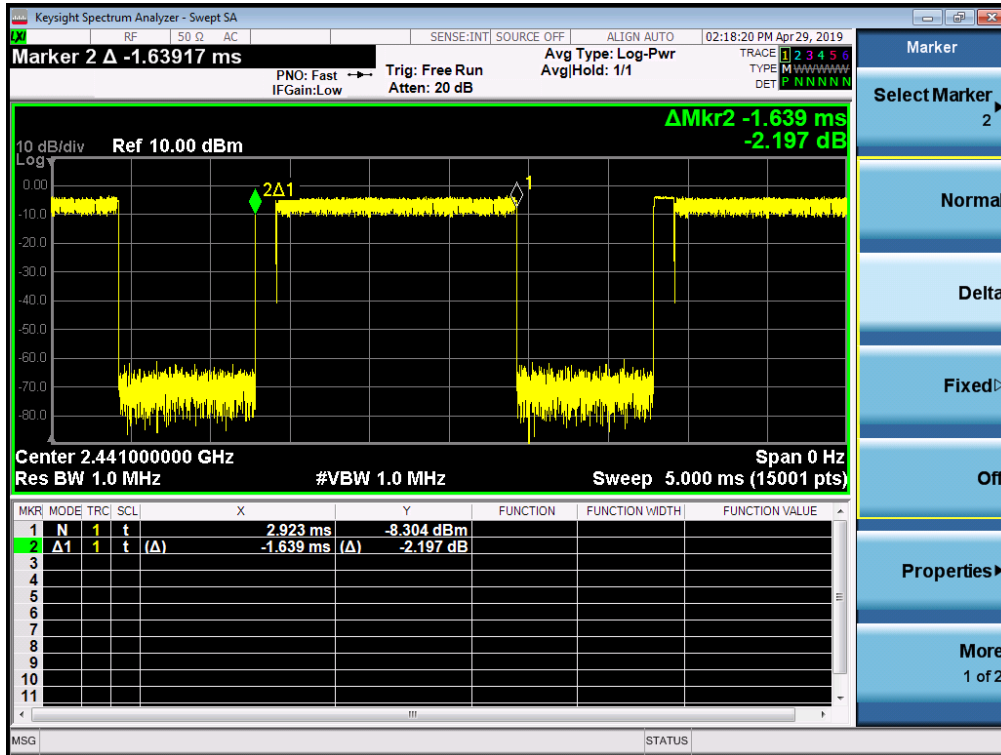 Keysight Spectrum Analyzer - Swept SA
LXI RF 50 Ω AC SENSE:INT SOURCE OFF ALIGN AUTO 02:18:20 PM Apr 29, 2019
Marker 2 Δ -1.63917 ms
PNO: Fast
IFGain:Low
Trig: Free Run
Atten: 20 dB
Avg Type: Log-Pwr
Avg|Hold: 1/1
TRACE 1 2 3 4 5 6
TYPE M WWWWW
DET P N N N N N
ΔMkr2 -1.639 ms
-2.197 dB
10 dB/div Ref 10.00 dBm
Log
0.00
-10.0
-20.0
-30.0
-40.0
-50.0
-60.0
-70.0
-80.0
2Δ1
1
Center 2.441000000 GHz Span 0 Hz
Res BW 1.0 MHz #VBW 1.0 MHz Sweep 5.000 ms (15001 pts)
MKR MODE TRC SCL X Y FUNCTION FUNCTION WIDTH FUNCTION VALUE
1 N 1 t 2.923 ms -8.304 dBm
2 Δ1 1 t (Δ) -1.639 ms (Δ) -2.197 dB
3
4
5
6
7
8
9
10
11
MSG STATUS
Marker
Select Marker
2
Normal
Delta
Fixed
Off
Properties
More
1 of 2